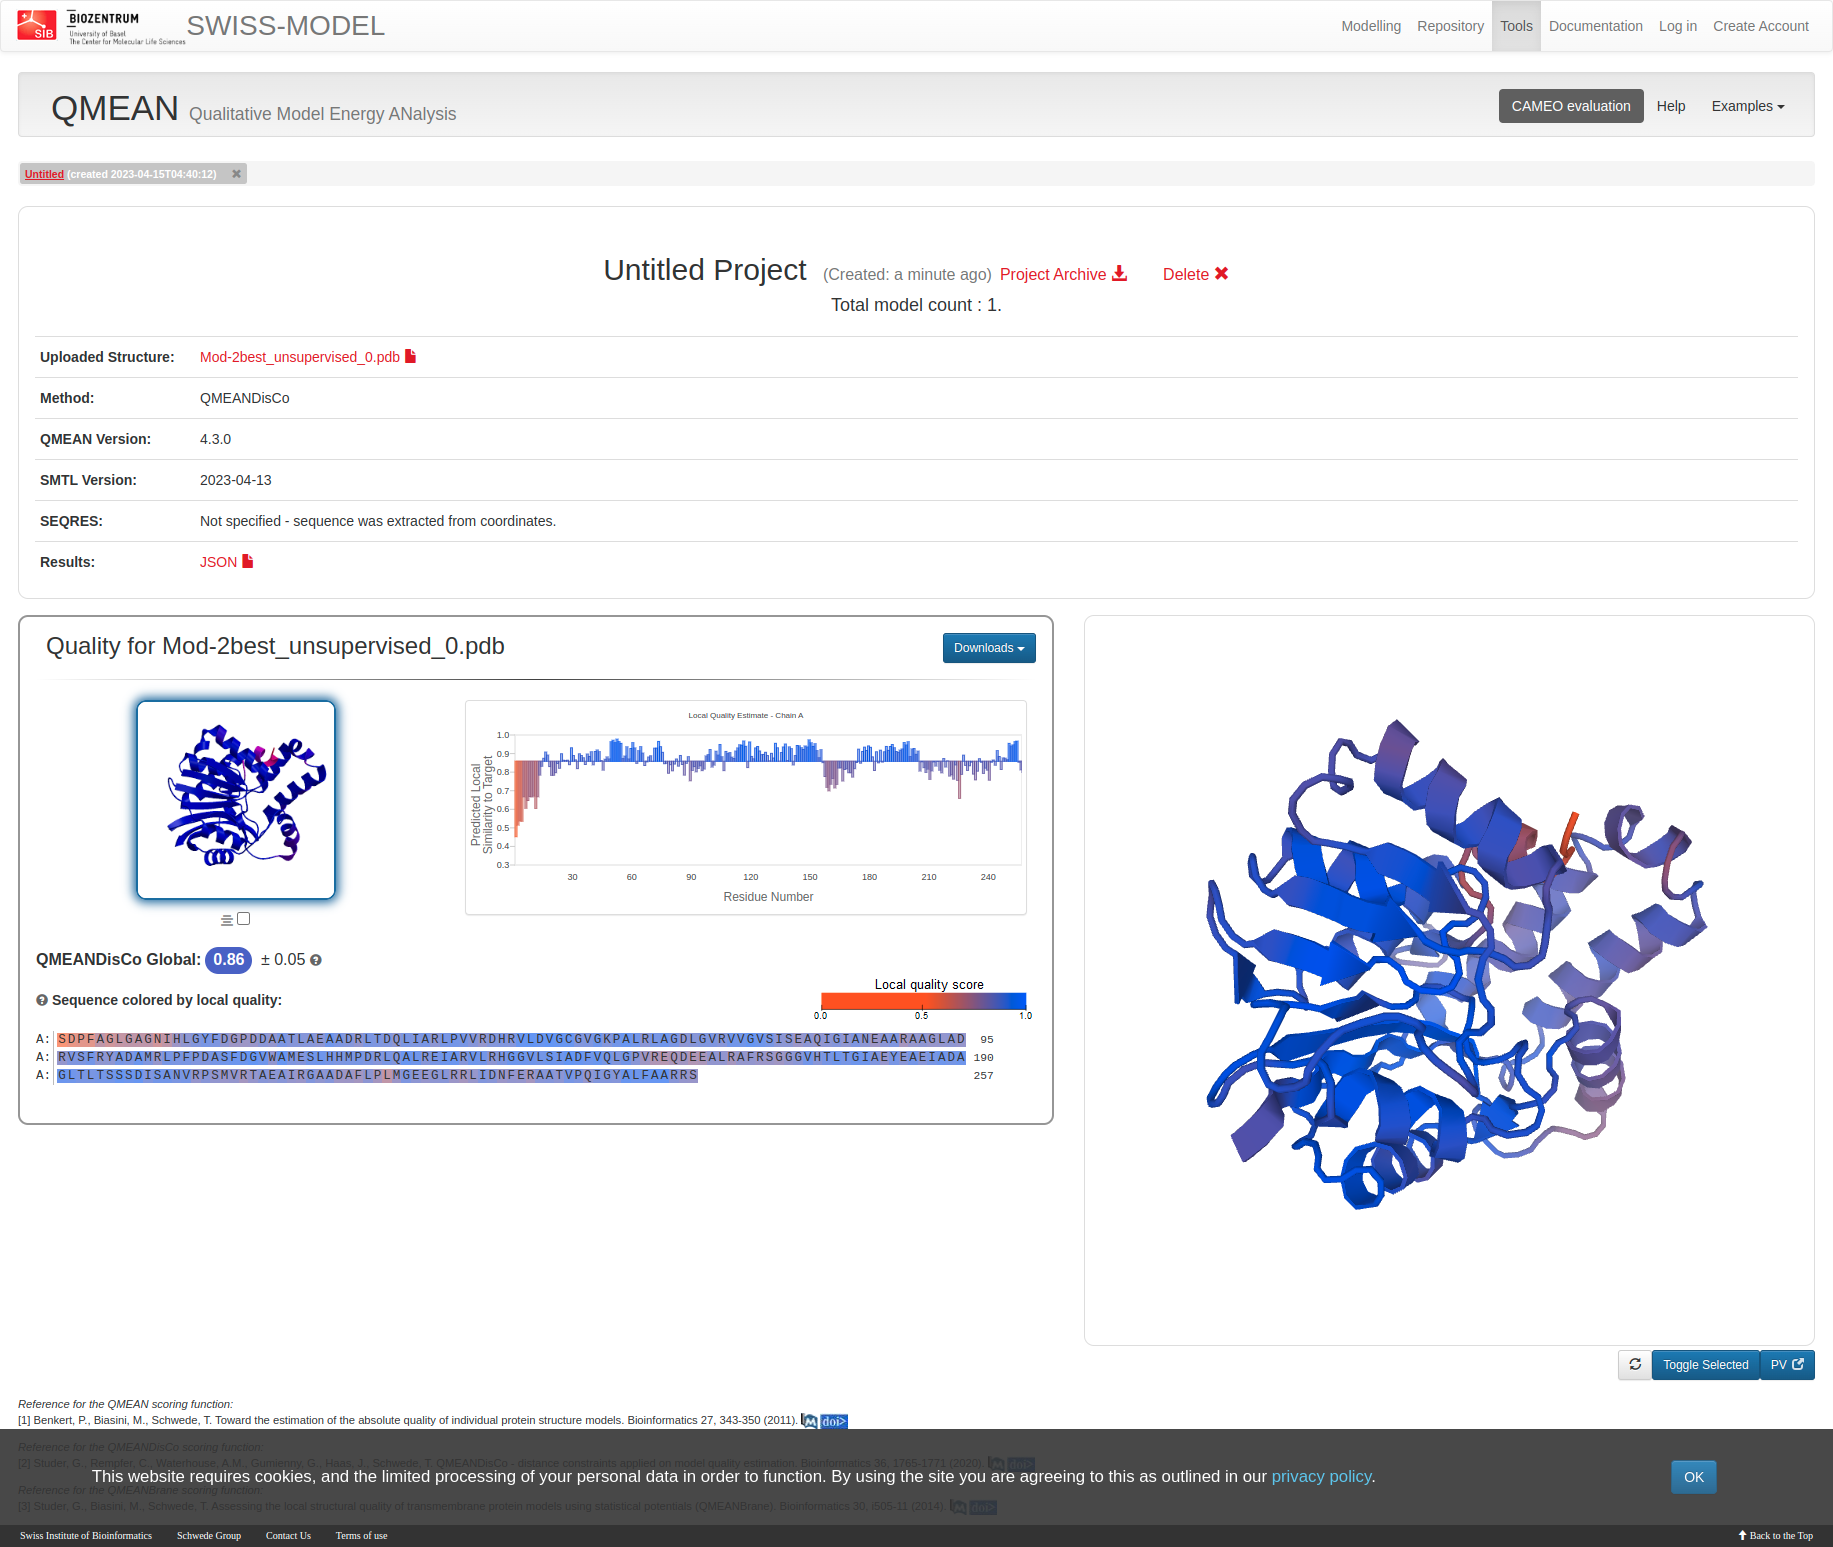 SIB
BIOZENTRUM
University of Basel
The Center for Molecular Life Sciences
SWISS-MODEL
Modelling Repository Tools Documentation Log in Create Account
QMEAN Qualitative Model Energy ANalysis
CAMEO evaluation Help Examples
Untitled (created 2023-04-15T04:40:12)
Untitled Project (Created: a minute ago) Project Archive Delete
Total model count : 1.
Uploaded Structure: Mod-2best_unsupervised_0.pdb
Method: QMEANDisCo
QMEAN Version: 4.3.0
SMTL Version: 2023-04-13
SEQRES: Not specified - sequence was extracted from coordinates.
Results: JSON
Quality for Mod-2best_unsupervised_0.pdb
Downloads
Local Quality Estimate - Chain A
Predicted Local
Similarity to Target
1.0
0.9
0.8
0.7
0.6
0.5
0.4
0.3
30 60 90 120 150 180 210 240
Residue Number
QMEANDisCo Global: 0.86 ± 0.05
Sequence colored by local quality:
Local quality score
0.0 0.5 1.0
A: SDPFAGLGAGNIHLGYFDGPDDAATLAEAADRLTDQLIARLPVVRDHRVLDVGCGVGKPALRLAGDLGVRVVGVSISEAQIGIANEAARAAGLAD 95
A: RVSFRYADAMRLPFPDASFDGVWAMESLHHMPDRLQALREIARVLRHGGVLSIADFVQLGPVREQDEEALRAFRSGGGVHTLTGIAEYEAEIADA 190
A: GLTLTSSSDISANVRPSMVRTAEAIRGAADAFLPLMGEEGLRRLIDNFERAATVPQIGYALFAARRS 257
Toggle Selected PV
Reference for the QMEAN scoring function:
[1] Benkert, P., Biasini, M., Schwede, T. Toward the estimation of the absolute quality of individual protein structure models. Bioinformatics 27, 343-350 (2011). M doi>
Reference for the QMEANDisCo scoring function:
[2] Studer, G., Rempfer, C., Waterhouse, A.M., Gumienny, G., Haas, J., Schwede, T. QMEANDisCo - distance constraints applied on model quality estimation. Bioinformatics 36, 1765-1771 (2020). M doi>
This website requires cookies, and the limited processing of your personal data in order to function. By using the site you are agreeing to this as outlined in our privacy policy.
OK
Reference for the QMEANBrane scoring function:
[3] Studer, G., Biasini, M., Schwede, T. Assessing the local structural quality of transmembrane protein models using statistical potentials (QMEANBrane). Bioinformatics 30, i505-11 (2014). M doi>
Swiss Institute of Bioinformatics Schwede Group Contact Us Terms of use Back to the Top